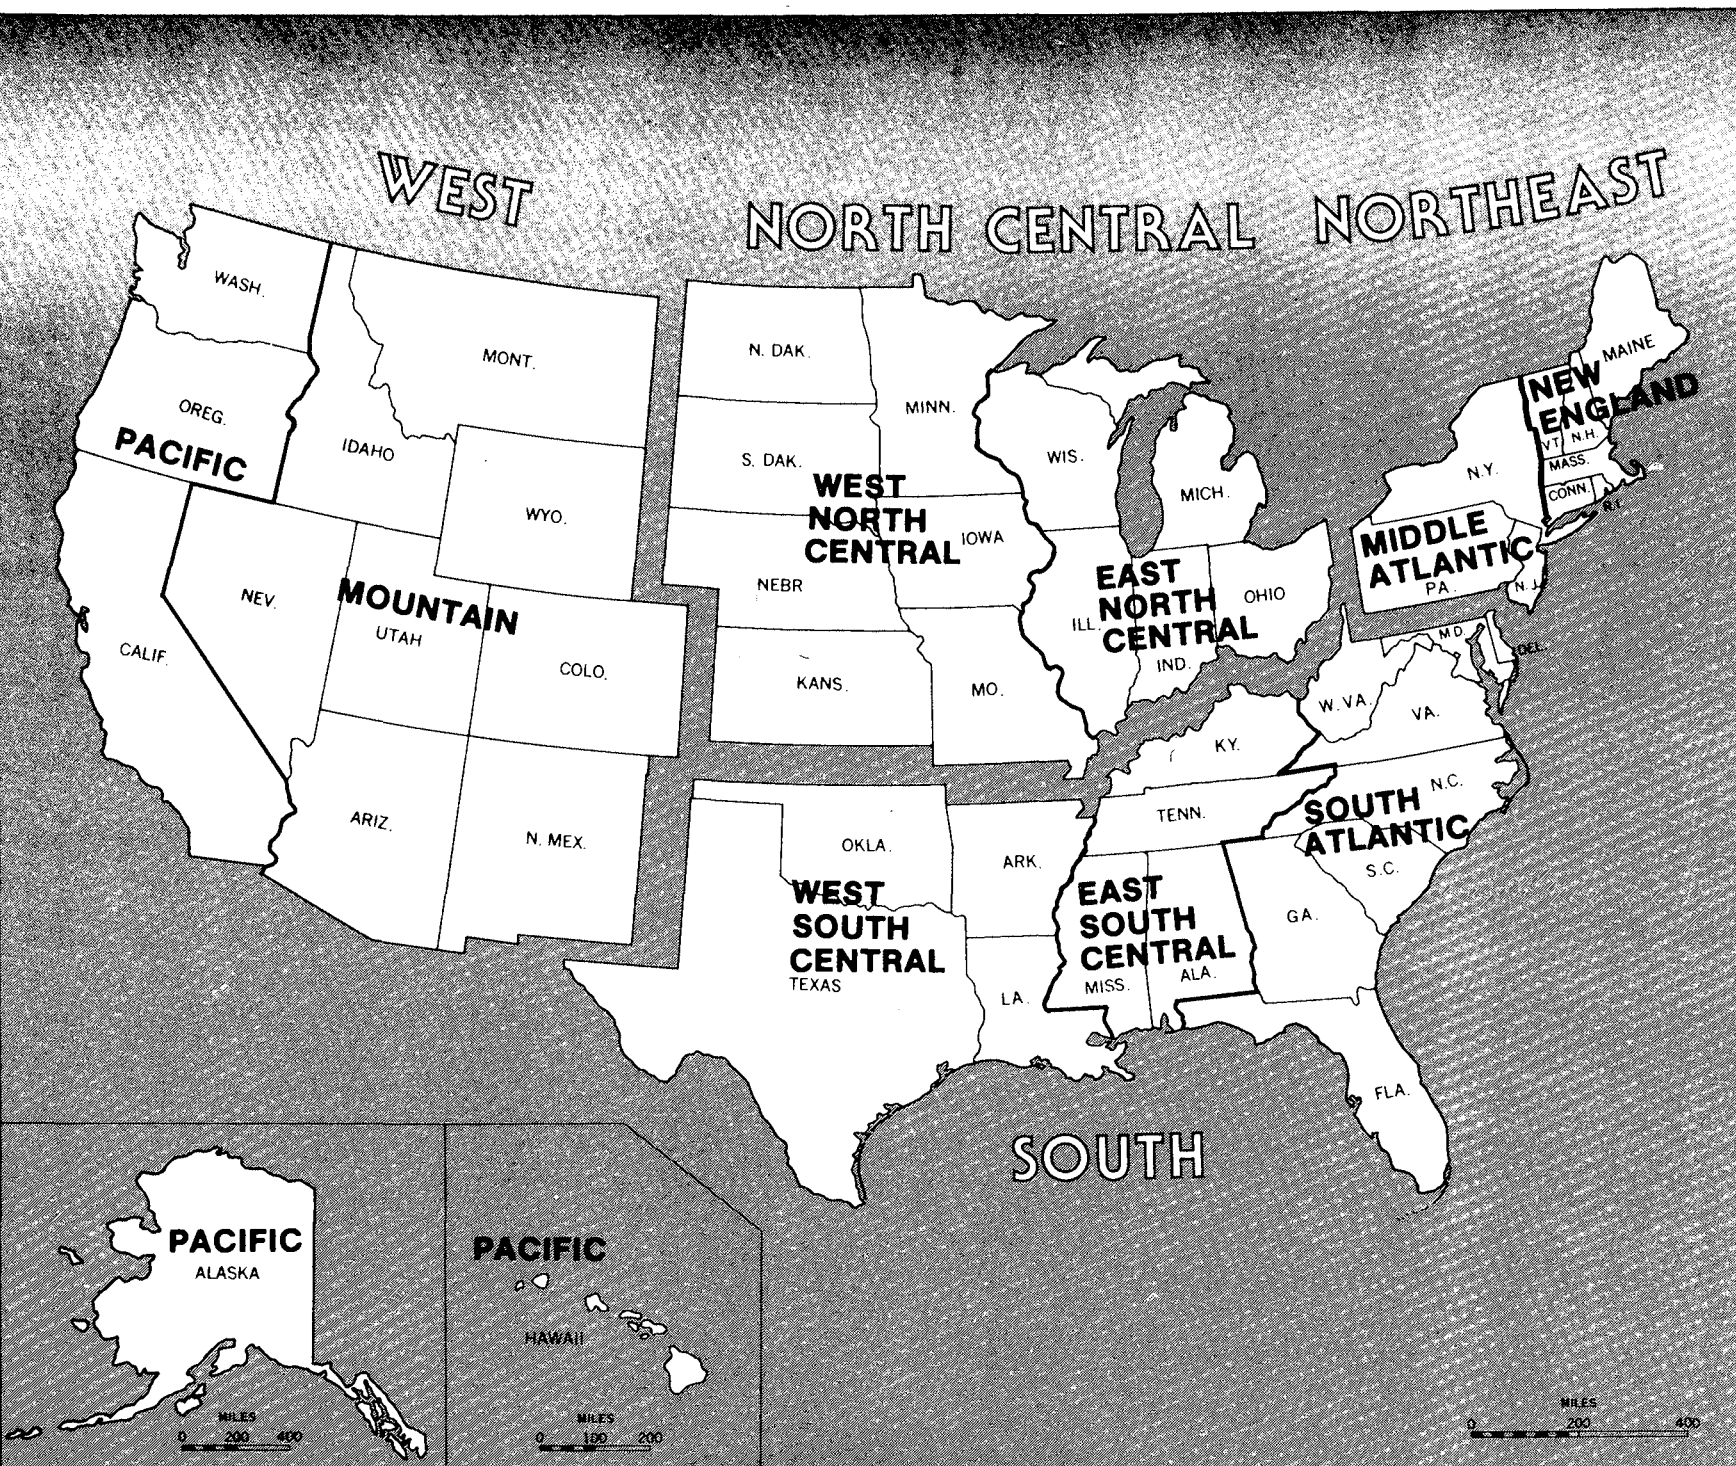 WEST
NORTH CENTRAL
NORTHEAST
WASH.
MONT.
OREG.
PACIFIC
IDAHO
WYO.
NEV.
MOUNTAIN
UTAH
COLO.
CALIF.
ARIZ.
N. MEX.
N. DAK.
MINN.
S. DAK.
WEST
NORTH
CENTRAL
IOWA
NEBR
KANS.
MO.
WIS.
MICH.
EAST
NORTH
CENTRAL
ILL.
IND.
OHIO
MAINE
NEW
ENGLAND
VT.
N.H.
MASS.
CONN.
R.I.
N.Y.
MIDDLE
ATLANTIC
PA.
N.J.
MD.
DEL.
W.VA.
VA.
KY.
TENN.
N.C.
SOUTH
ATLANTIC
S.C.
GA.
FLA.
OKLA.
ARK.
WEST
SOUTH
CENTRAL
TEXAS
LA.
EAST
SOUTH
CENTRAL
MISS.
ALA.
SOUTH
PACIFIC
ALASKA
MILES
0 200 400
PACIFIC
HAWAII
MILES
0 100 200
MILES
0 200 400